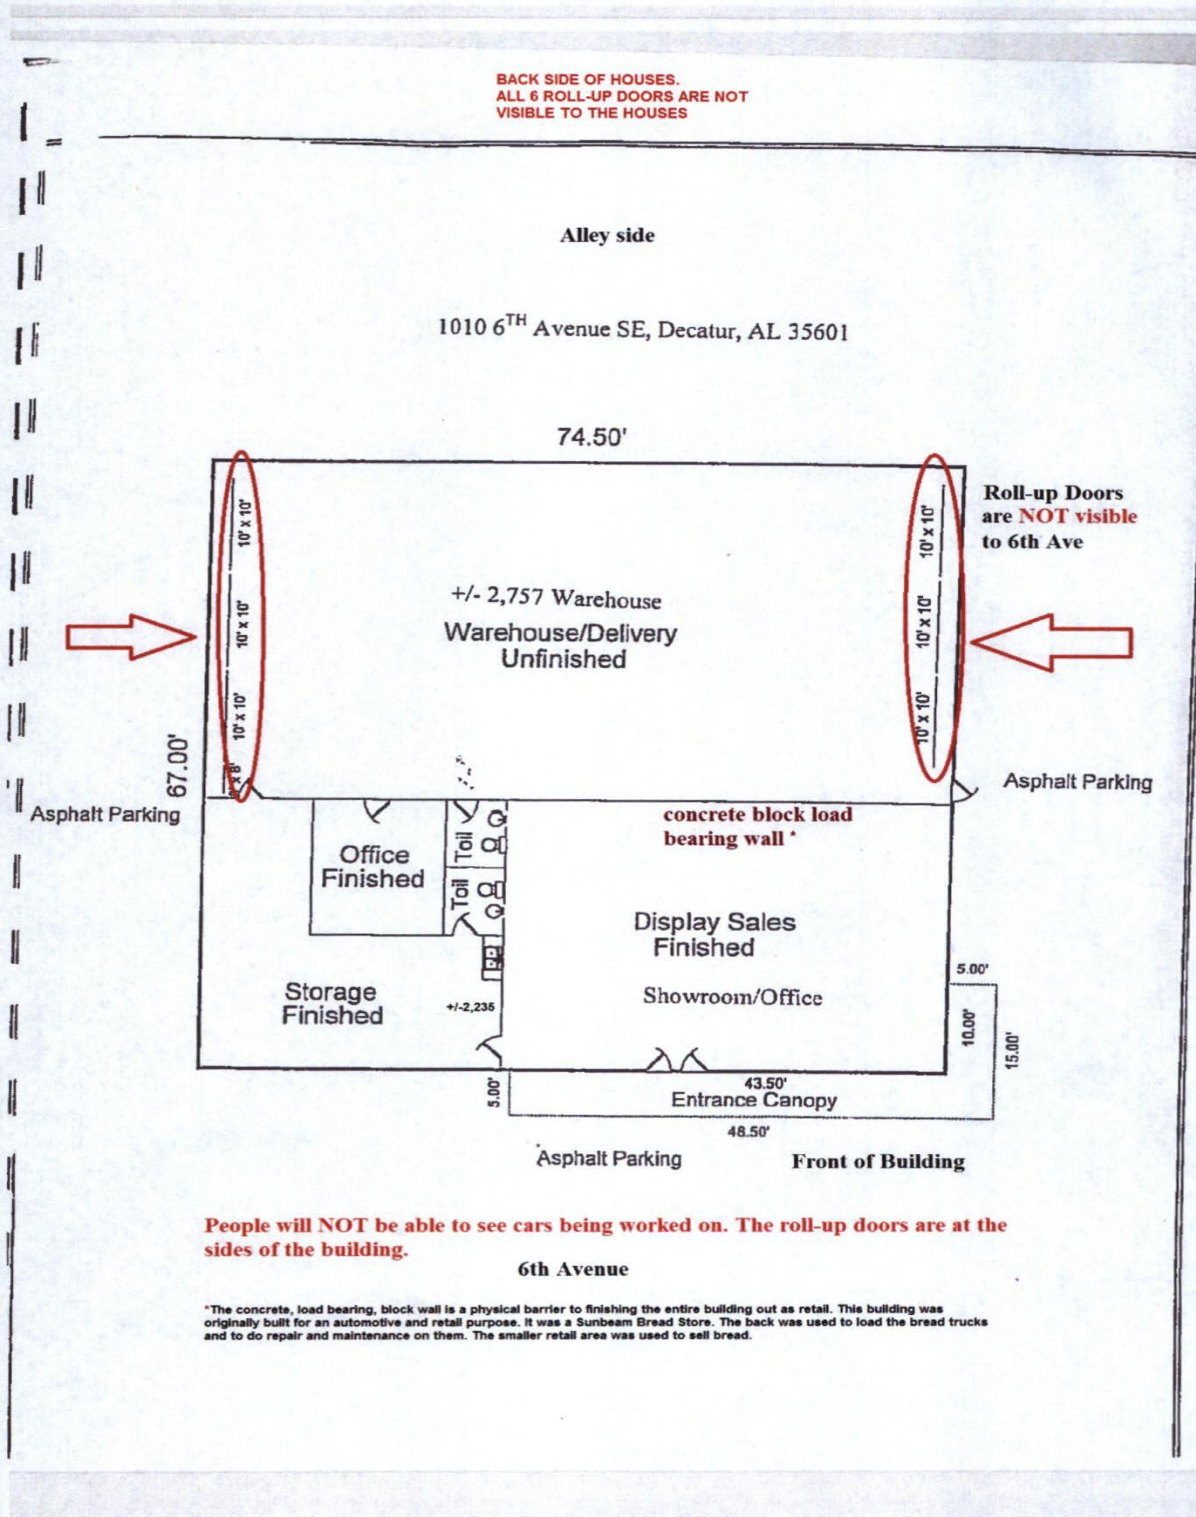 BACK SIDE OF HOUSES.
ALL 6 ROLL-UP DOORS ARE NOT
VISIBLE TO THE HOUSES
Alley side
1010 6TH Avenue SE, Decatur, AL 35601
74.50'
Roll-up Doors
are NOT visible
to 6th Ave
10' x 10'
10' x 10'
10' x 10'
x 8'
10' x 10'
10' x 10'
10' x 10'
+/- 2,757 Warehouse
Warehouse/Delivery
Unfinished
67.00'
Asphalt Parking
Asphalt Parking
concrete block load
bearing wall *
Office
Finished
Toil
Toil
Display Sales
Finished
Showroom/Office
Storage
Finished
+/-2,235
5.00'
10.00'
15.00'
5.00'
43.50'
Entrance Canopy
48.50'
Asphalt Parking
Front of Building
People will NOT be able to see cars being worked on. The roll-up doors are at the
sides of the building.
6th Avenue
*The concrete, load bearing, block wall is a physical barrier to finishing the entire building out as retail. This building was
originally built for an automotive and retail purpose. It was a Sunbeam Bread Store. The back was used to load the bread trucks
and to do repair and maintenance on them. The smaller retail area was used to sell bread.